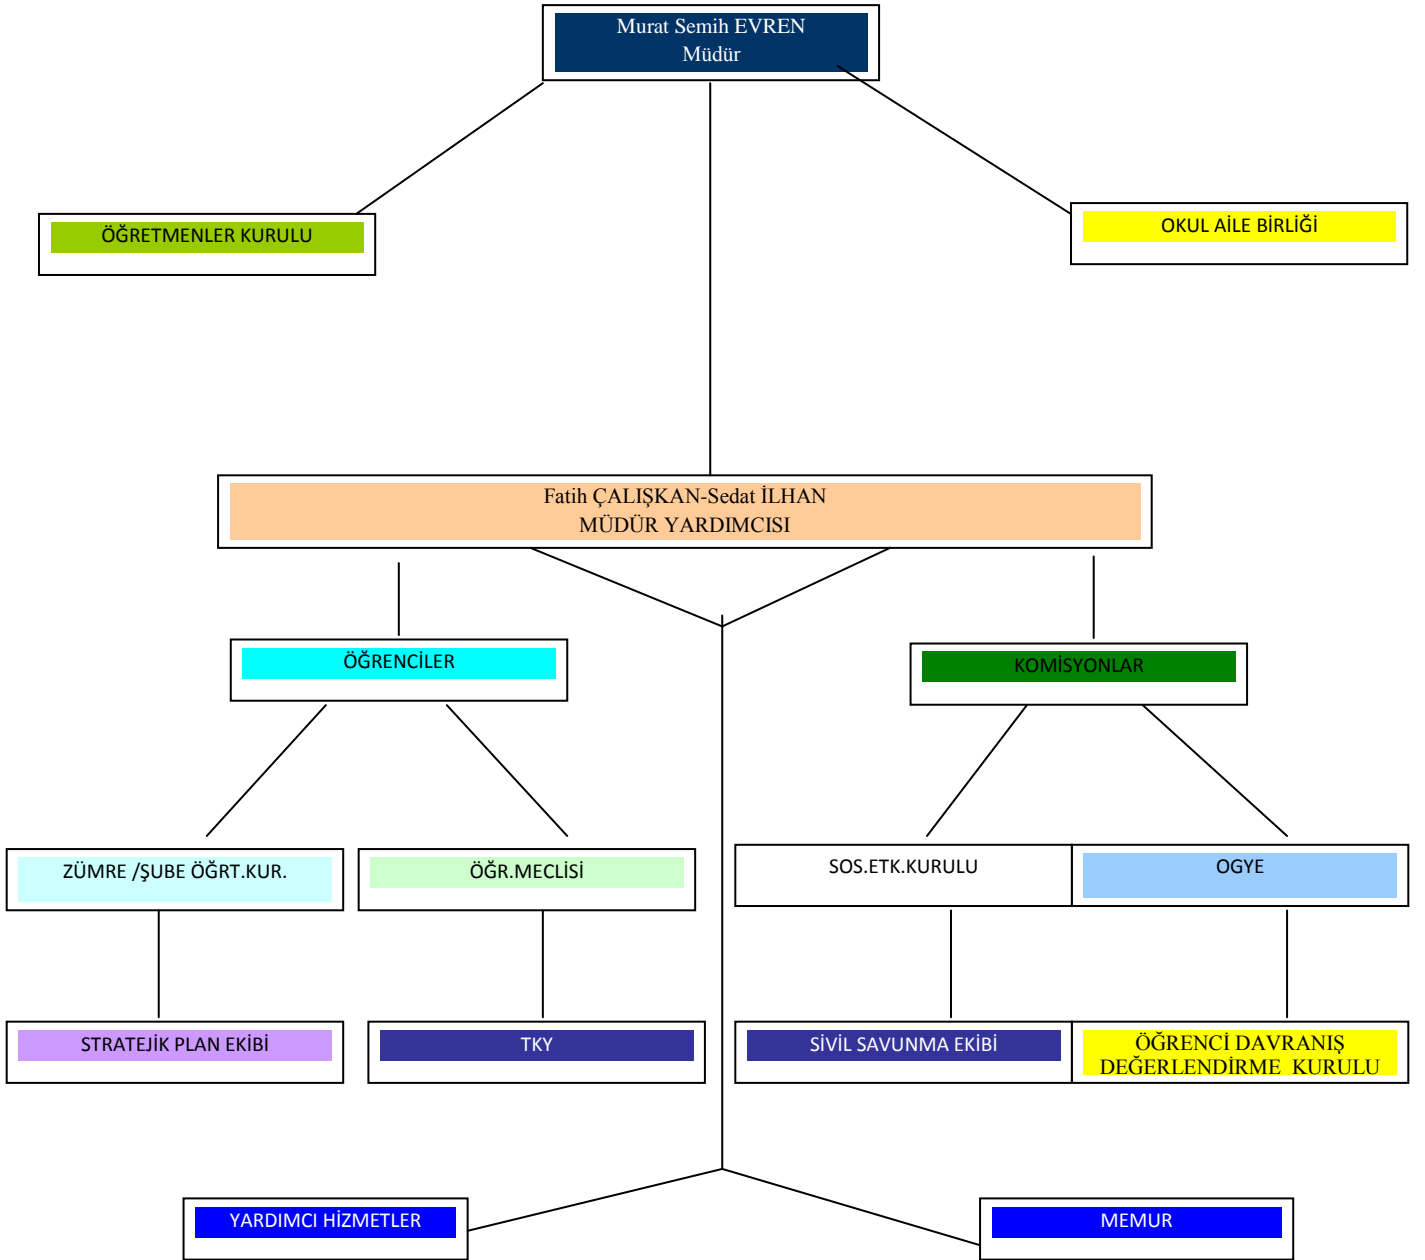 Murat Semih EVREN
Müdür
ÖĞRETMENLER KURULU
OKUL AİLE BİRLİĞİ
Fatih ÇALIŞKAN-Sedat İLHAN
MÜDÜR YARDIMCISI
ÖĞRENCİLER
KOMİSYONLAR
ZÜMRE /ŞUBE ÖĞRT.KUR.
ÖĞR.MECLİSİ
SOS.ETK.KURULU
OGYE
STRATEJİK PLAN EKİBİ
TKY
SİVİL SAVUNMA EKİBİ
ÖĞRENCİ DAVRANIŞ
DEĞERLENDİRME  KURULU
YARDIMCI HİZMETLER
MEMUR